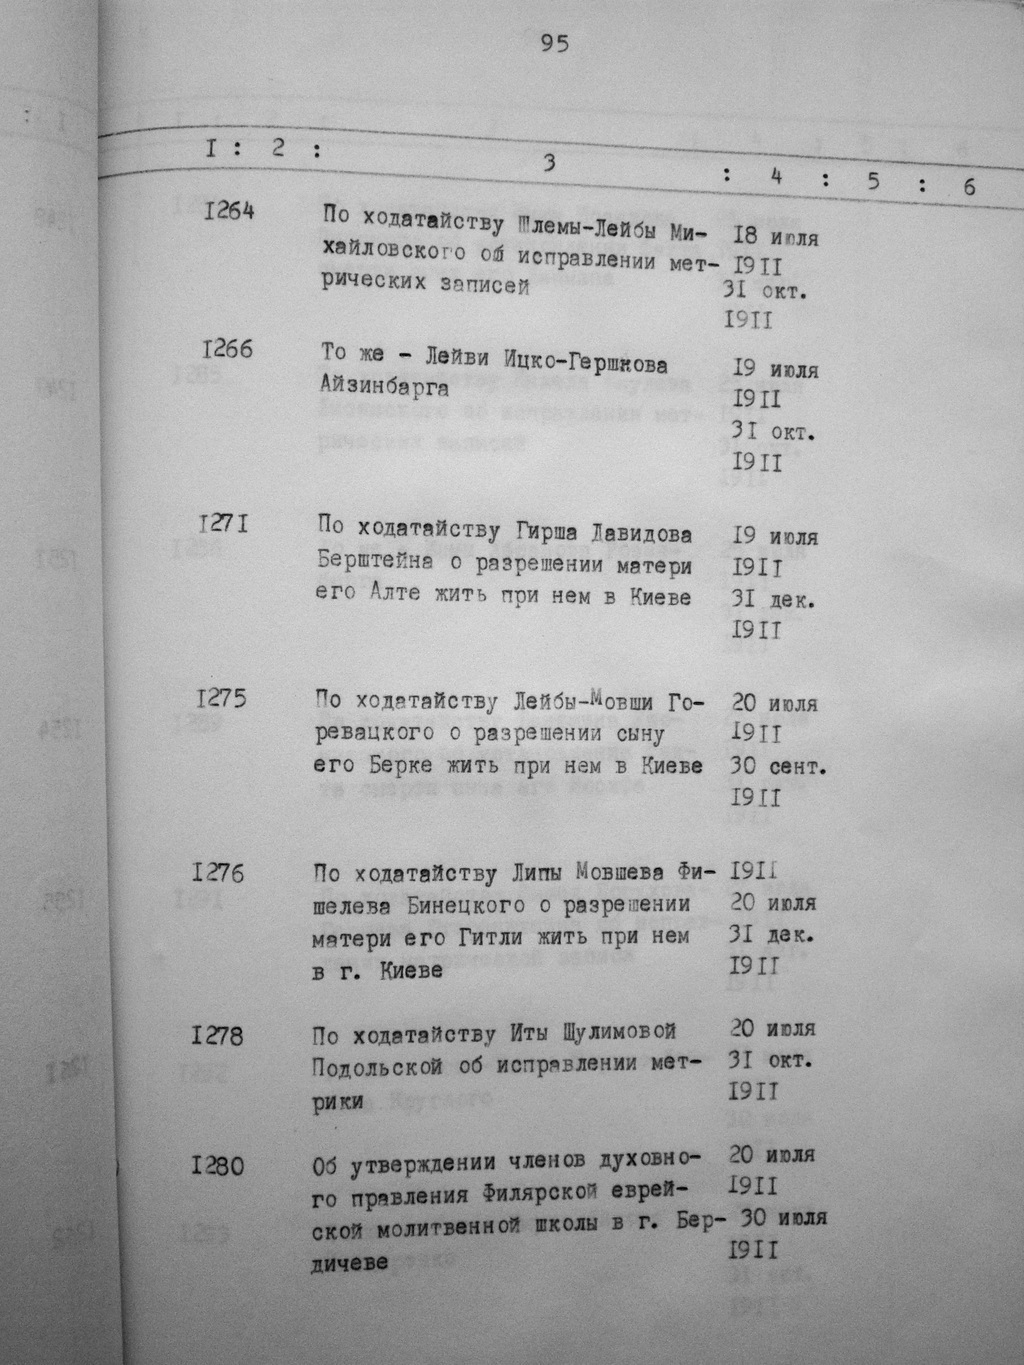 95
I : 2 : 3 : 4 : 5 : 6
I264 По ходатайству Шлемы-Лейбы Ми- I8 июля
хайловского об исправлении мет- I9II
рических записей 3I окт.
I9II
I266 То же - Лейви Ицко-Гершкова I9 июля
Айзинбарга I9II
3I окт.
I9II
I27I По ходатайству Гирша Давидова I9 июля
Берштейна о разрешении матери I9II
его Алте жить при нем в Киеве 3I дек.
I9II
I275 По ходатайству Лейбы-Мовши Го- 20 июля
ревацкого о разрешении сыну I9II
его Берке жить при нем в Киеве 30 сент.
I9II
I276 По ходатайству Липы Мовшева Фи- I9II
шелева Бинецкого о разрешении 20 июля
матери его Гитли жить при нем 3I дек.
в г. Киеве I9II
I278 По ходатайству Иты Шулимовой 20 июля
Подольской об исправлении мет- 3I окт.
рики I9II
I280 Об утверждении членов духовно- 20 июля
го правления Филярской еврей- I9II
ской молитвенной школы в г. Бер- 30 июля
дичеве I9II